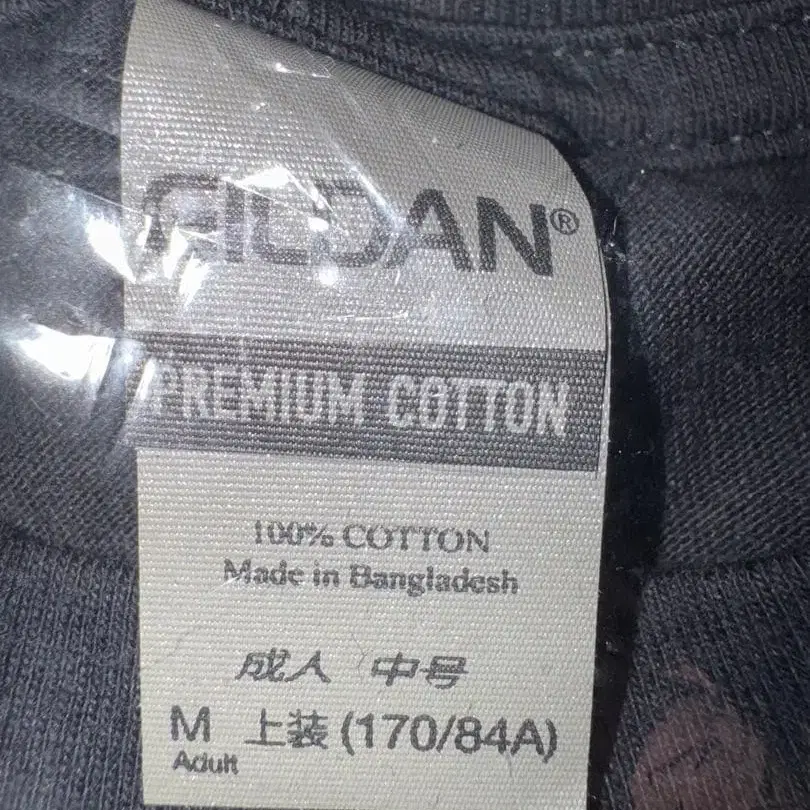 GILDAN®
PREMIUM COTTON
100% COTTON
Made in Bangladesh
成人 中号
M 上装 (170/84A)
Adult